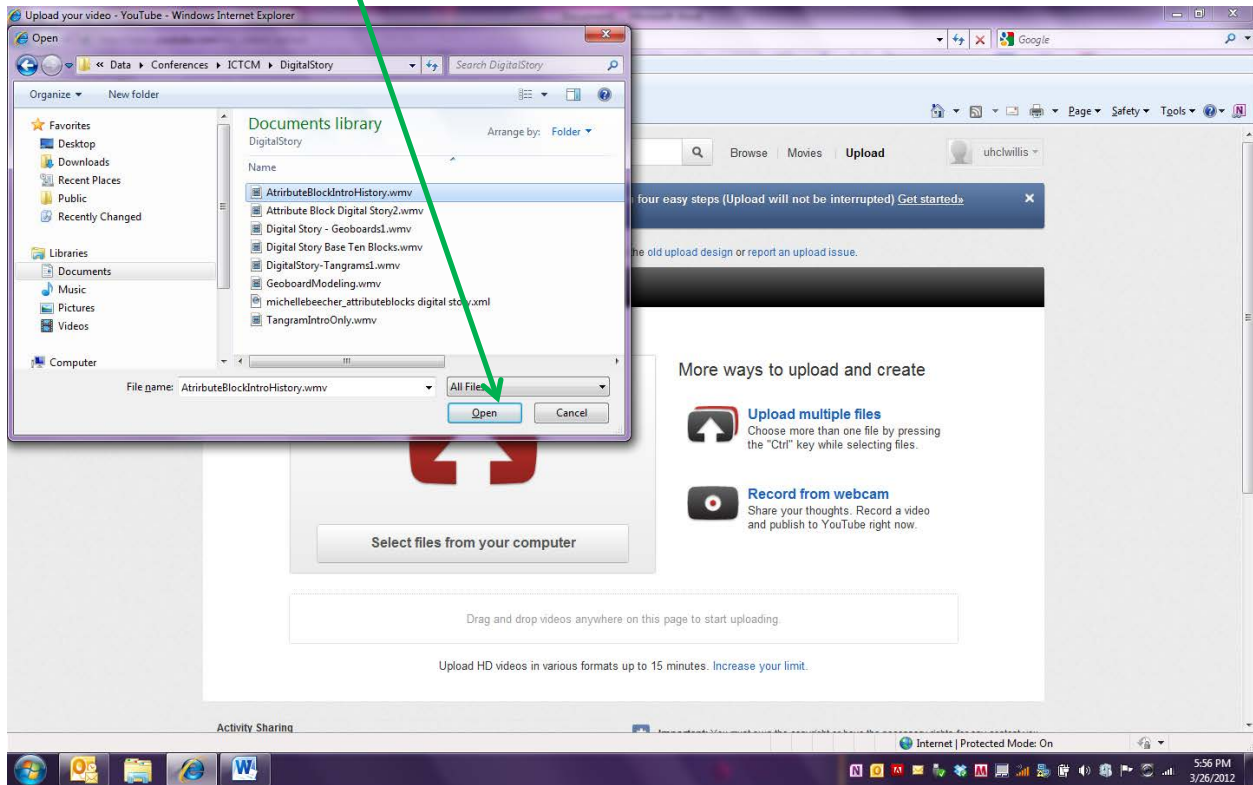 Upload your video - YouTube - Windows Internet Explorer
Open
« Data ▸ Conferences ▸ ICTCM ▸ DigitalStory
Search DigitalStory
Google
Organize
New folder
Page
Safety
Tools
Favorites
Desktop
Downloads
Recent Places
Public
Recently Changed
Libraries
Documents
Music
Pictures
Videos
Computer
Documents library
DigitalStory
Arrange by: Folder
Name
AtrirbuteBlockIntroHistory.wmv
Attribute Block Digital Story2.wmv
Digital Story - Geoboards1.wmv
Digital Story Base Ten Blocks.wmv
DigitalStory-Tangrams1.wmv
GeoboardModeling.wmv
michellebeecher_attributeblocks digital story.xml
TangramIntroOnly.wmv
File name: AtrirbuteBlockIntroHistory.wmv
All Files
Open
Cancel
Browse
Movies
Upload
uhclwillis
four easy steps (Upload will not be interrupted) Get started»
old upload design or report an upload issue.
More ways to upload and create
Upload multiple files
Choose more than one file by pressing
the "Ctrl" key while selecting files.
Record from webcam
Share your thoughts. Record a video
and publish to YouTube right now.
Select files from your computer
Drag and drop videos anywhere on this page to start uploading.
Upload HD videos in various formats up to 15 minutes. Increase your limit.
Activity Sharing
Internet | Protected Mode: On
5:56 PM
3/26/2012